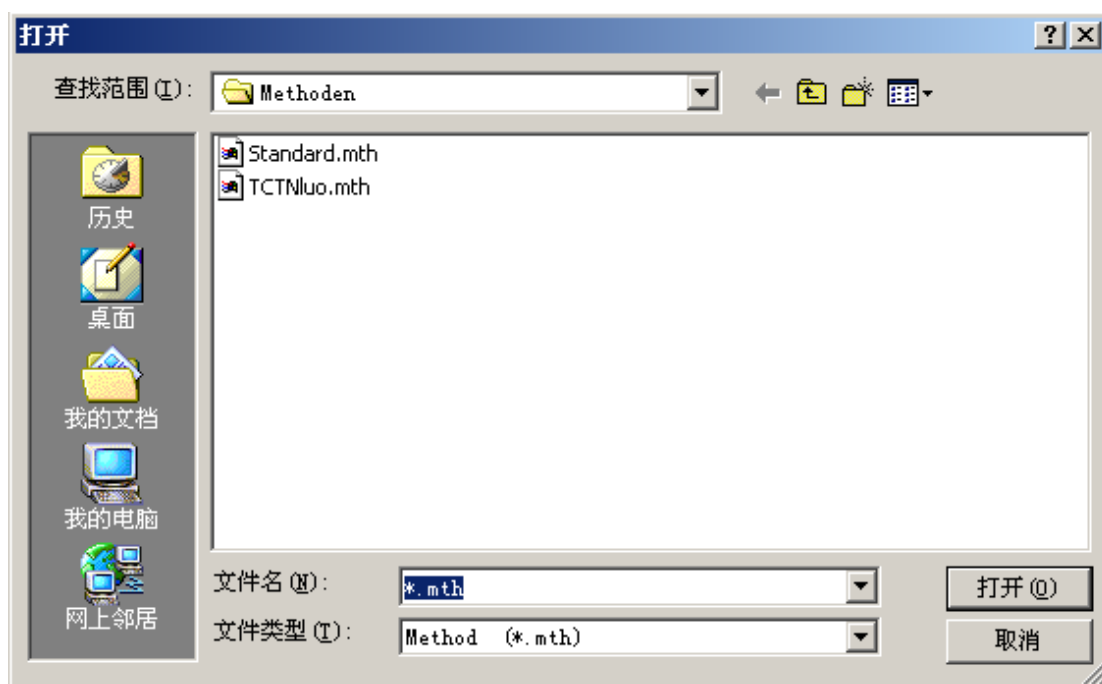 打开
查找范围(I):
Methoden
Standard.mth
TCTNluo.mth
历史
桌面
我的文档
我的电脑
网上邻居
文件名(N):
*.mth
打开(O)
文件类型(T):
Method (*.mth)
取消